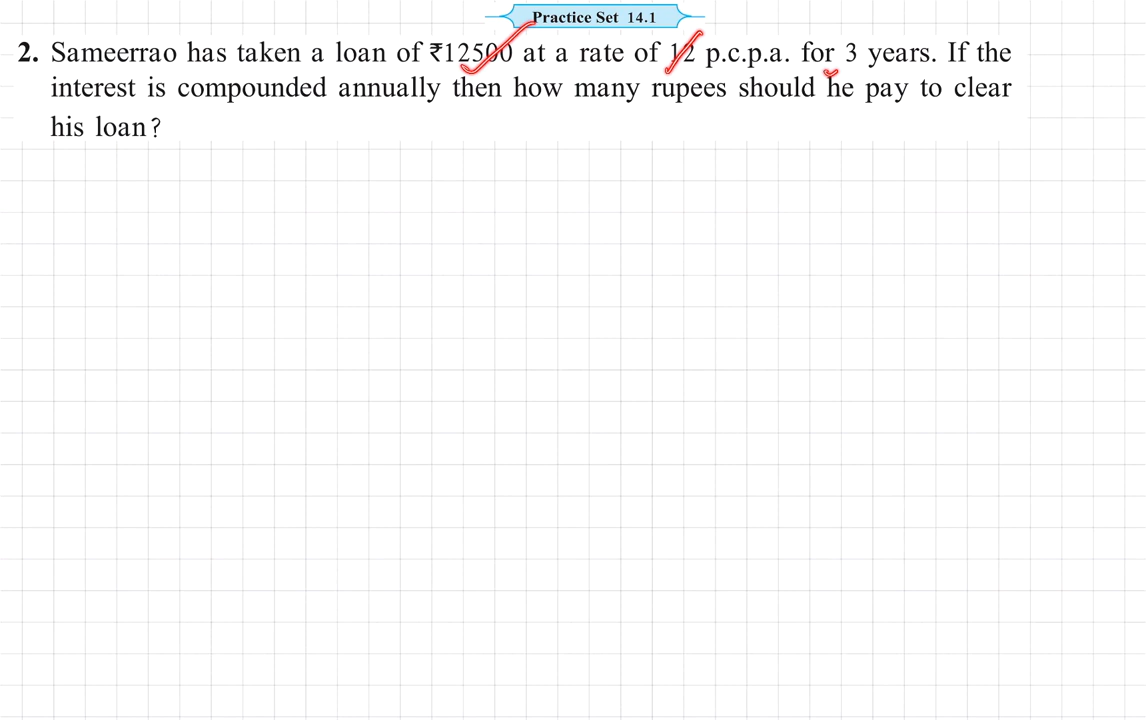 Practice Set 14.1
2. Sameerrao has taken a loan of ₹12500 at a rate of 12 p.c.p.a. for 3 years. If the
interest is compounded annually then how many rupees should he pay to clear
his loan?